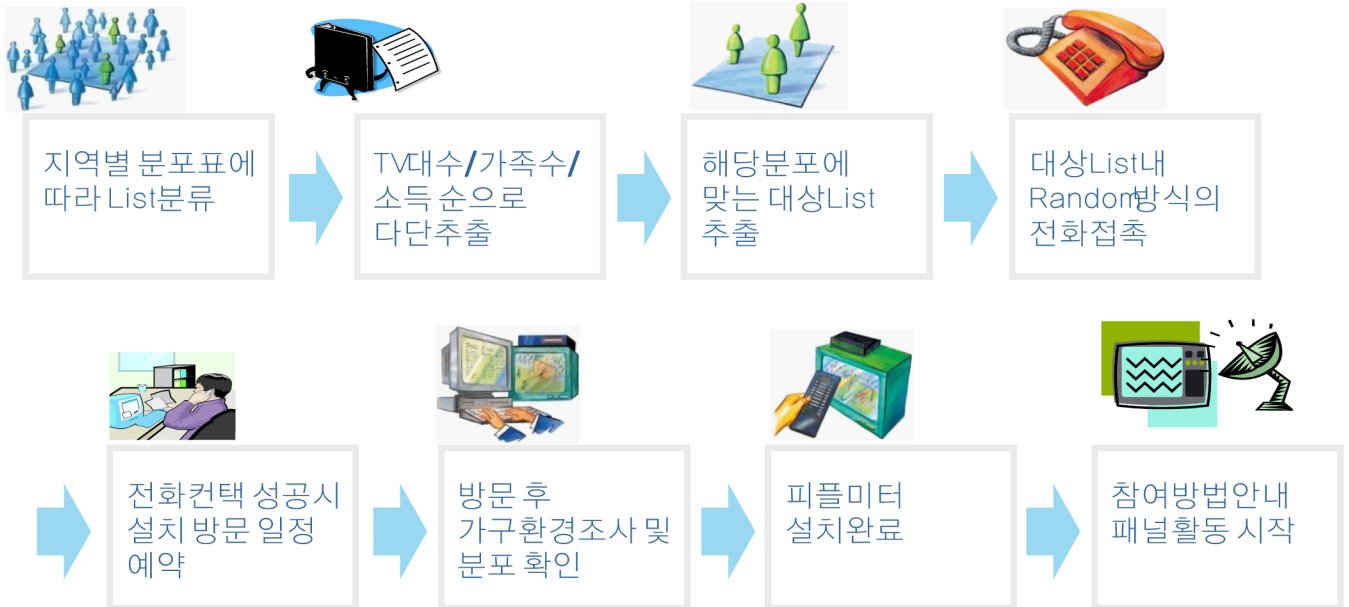 지역별 분포표에
따라 List분류
TV대수/가족수/
소득 순으로
다단추출
해당분포에
맞는 대상List
추출
대상List내
Random방식의
전화접촉
전화컨택 성공시
설치 방문 일정
예약
방문 후
가구환경조사 및
분포 확인
피플미터
설치완료
참여방법안내
패널활동 시작